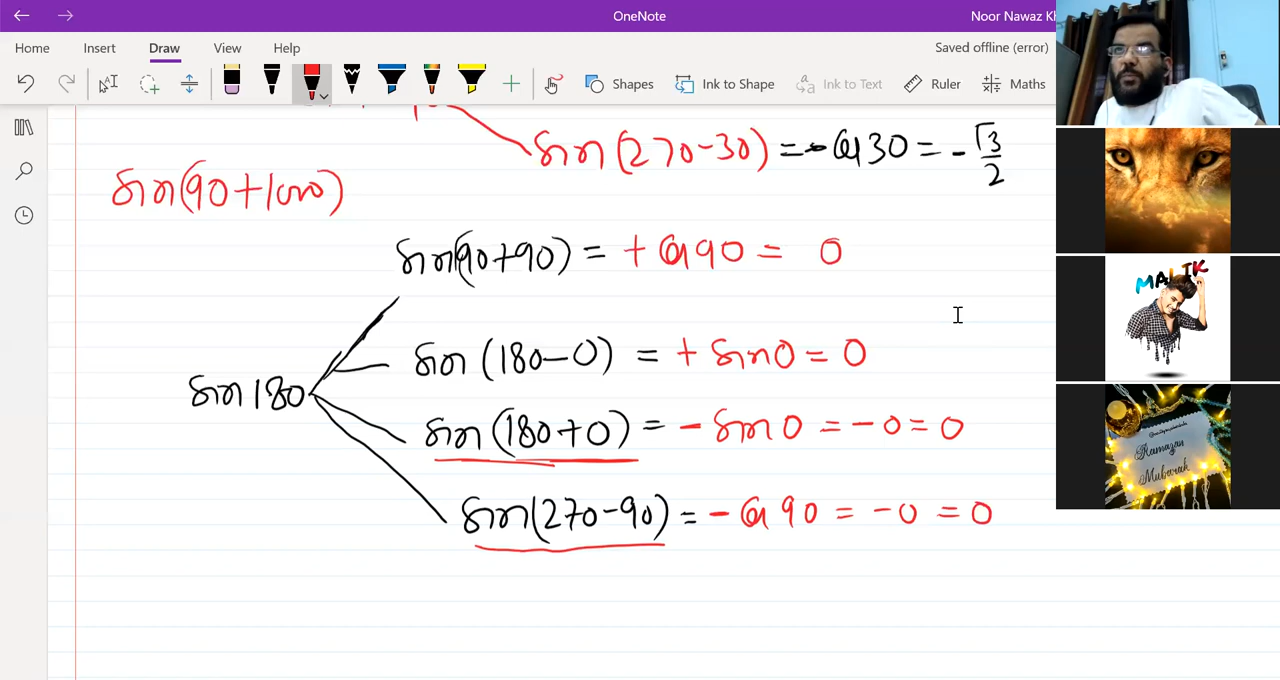 OneNote
Noor Nawaz Kh
Home Insert Draw View Help
Saved offline (error)
Shapes Ink to Shape Ink to Text Ruler Maths
sin(270-30) = -cos30 = -√3/2
sin(90+1000)
sin(90+90) = +cos90 = 0
sin(180-0) = +sin0 = 0
sin180
sin(180+0) = -sin0 = -0 = 0
sin(270-90) = -cos90 = -0 = 0
MALIK
Ramazan
Mubarak